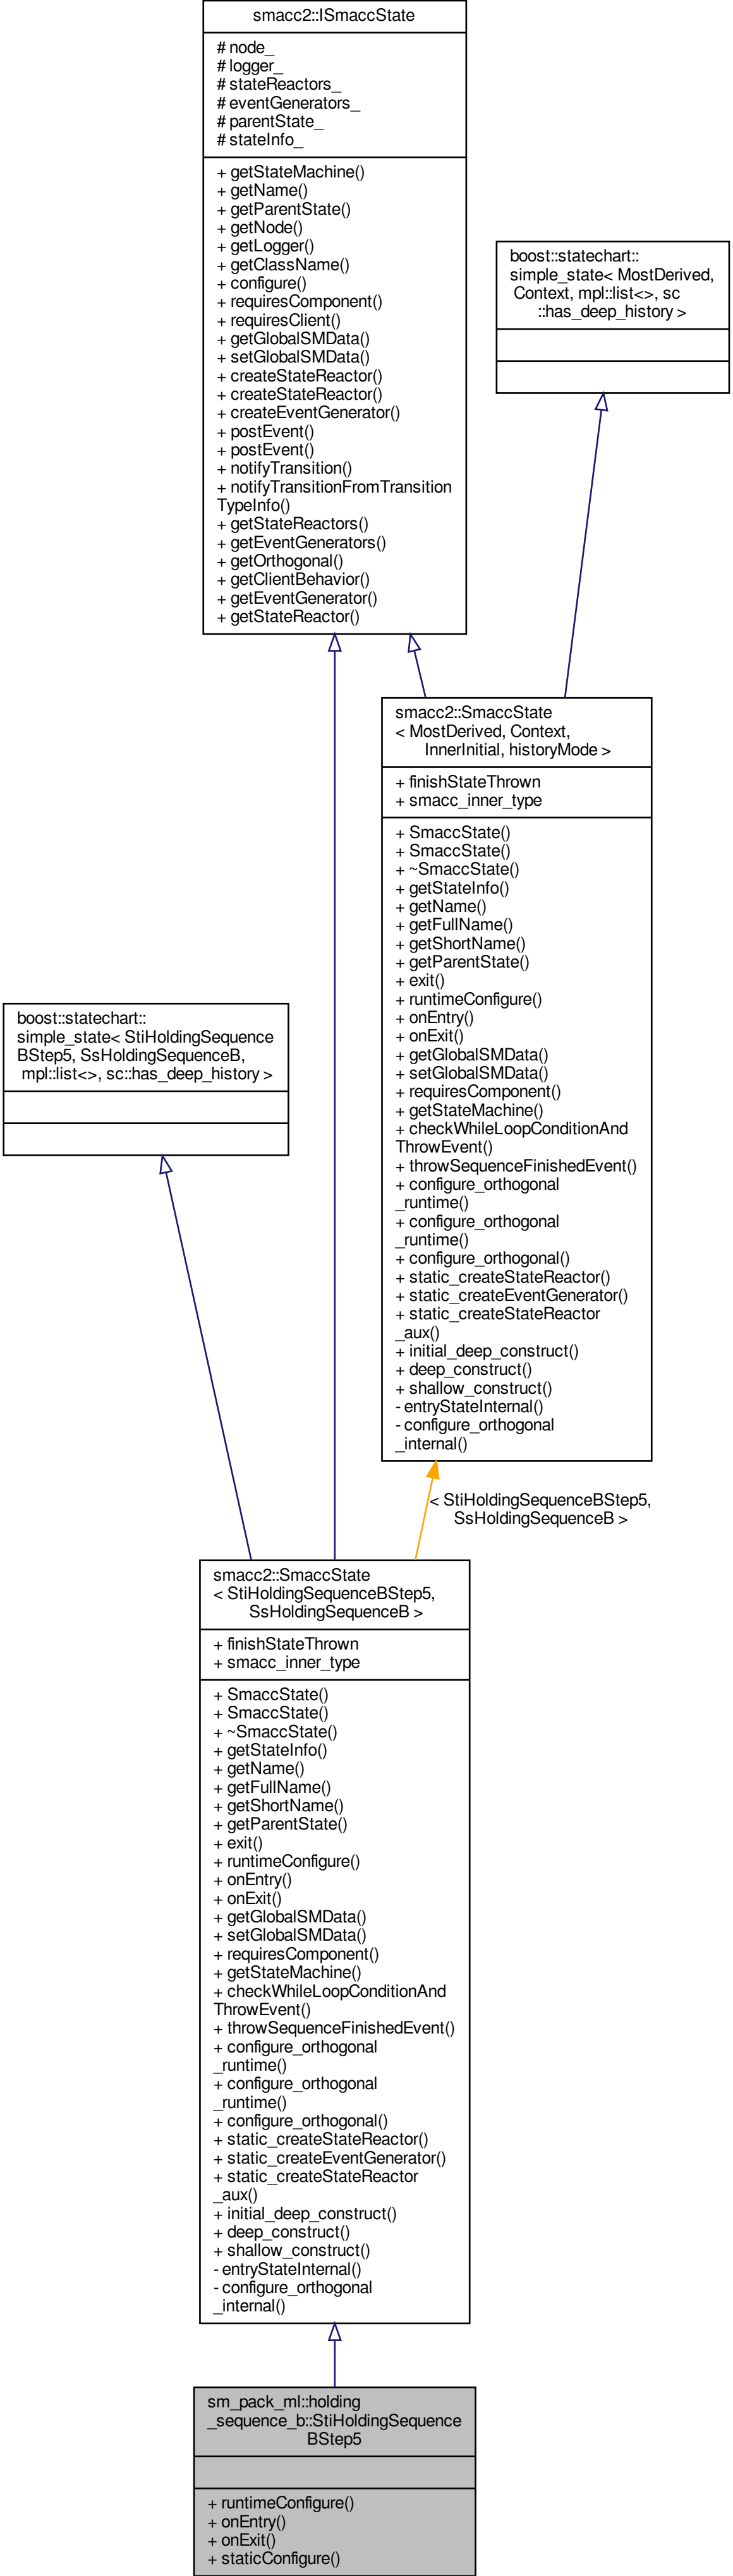 smacc2::ISmaccState
# node_
# logger_
# stateReactors_
# eventGenerators_
# parentState_
# stateInfo_
+ getStateMachine()
+ getName()
+ getParentState()
+ getNode()
+ getLogger()
+ getClassName()
+ configure()
+ requiresComponent()
+ requiresClient()
+ getGlobalSMData()
+ setGlobalSMData()
+ createStateReactor()
+ createStateReactor()
+ createEventGenerator()
+ postEvent()
+ postEvent()
+ notifyTransition()
+ notifyTransitionFromTransition
TypeInfo()
+ getStateReactors()
+ getEventGenerators()
+ getOrthogonal()
+ getClientBehavior()
+ getEventGenerator()
+ getStateReactor()
boost::statechart::
simple_state< MostDerived,
Context, mpl::list<>, sc
::has_deep_history >
smacc2::SmaccState
< MostDerived, Context,
InnerInitial, historyMode >
+ finishStateThrown
+ smacc_inner_type
+ SmaccState()
+ SmaccState()
+ ~SmaccState()
+ getStateInfo()
+ getName()
+ getFullName()
+ getShortName()
+ getParentState()
+ exit()
+ runtimeConfigure()
+ onEntry()
+ onExit()
+ getGlobalSMData()
+ setGlobalSMData()
+ requiresComponent()
+ getStateMachine()
+ checkWhileLoopConditionAnd
ThrowEvent()
+ throwSequenceFinishedEvent()
+ configure_orthogonal
_runtime()
+ configure_orthogonal
_runtime()
+ configure_orthogonal()
+ static_createStateReactor()
+ static_createEventGenerator()
+ static_createStateReactor
_aux()
+ initial_deep_construct()
+ deep_construct()
+ shallow_construct()
- entryStateInternal()
- configure_orthogonal
_internal()
boost::statechart::
simple_state< StiHoldingSequence
BStep5, SsHoldingSequenceB,
mpl::list<>, sc::has_deep_history >
< StiHoldingSequenceBStep5,
SsHoldingSequenceB >
smacc2::SmaccState
< StiHoldingSequenceBStep5,
SsHoldingSequenceB >
+ finishStateThrown
+ smacc_inner_type
+ SmaccState()
+ SmaccState()
+ ~SmaccState()
+ getStateInfo()
+ getName()
+ getFullName()
+ getShortName()
+ getParentState()
+ exit()
+ runtimeConfigure()
+ onEntry()
+ onExit()
+ getGlobalSMData()
+ setGlobalSMData()
+ requiresComponent()
+ getStateMachine()
+ checkWhileLoopConditionAnd
ThrowEvent()
+ throwSequenceFinishedEvent()
+ configure_orthogonal
_runtime()
+ configure_orthogonal
_runtime()
+ configure_orthogonal()
+ static_createStateReactor()
+ static_createEventGenerator()
+ static_createStateReactor
_aux()
+ initial_deep_construct()
+ deep_construct()
+ shallow_construct()
- entryStateInternal()
- configure_orthogonal
_internal()
sm_pack_ml::holding
_sequence_b::StiHoldingSequence
BStep5
+ runtimeConfigure()
+ onEntry()
+ onExit()
+ staticConfigure()